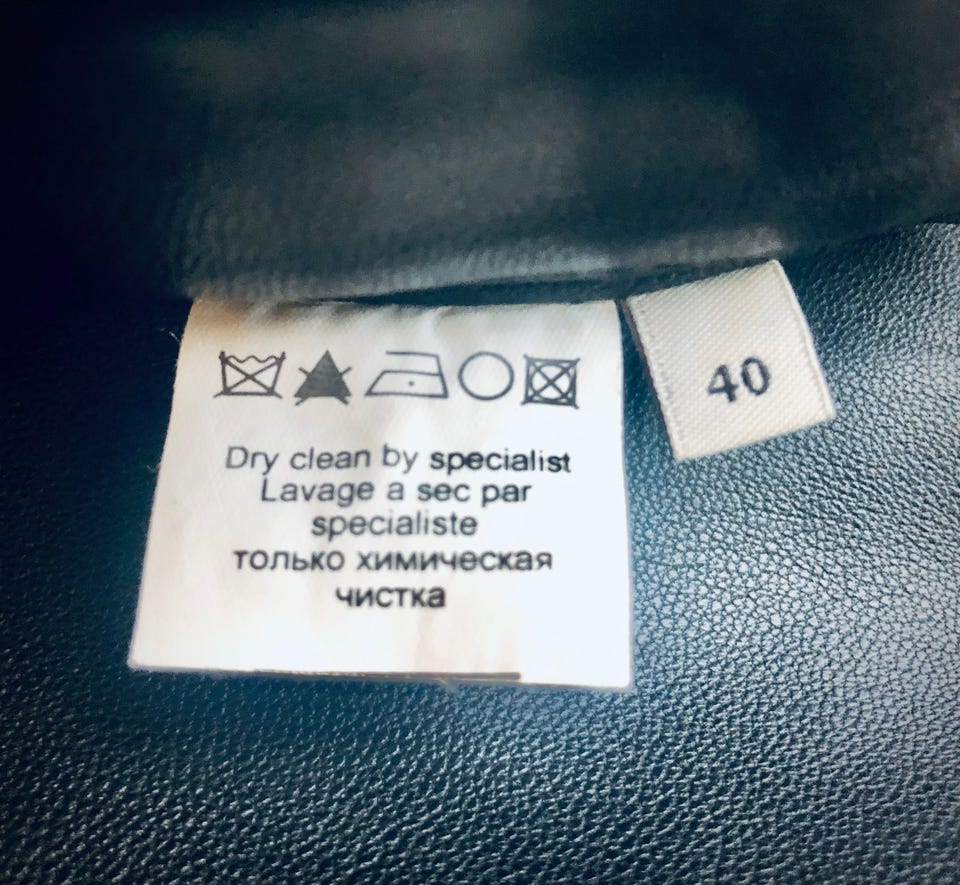 Dry clean by specialist
Lavage a sec par
specialiste
только химическая
чистка
40